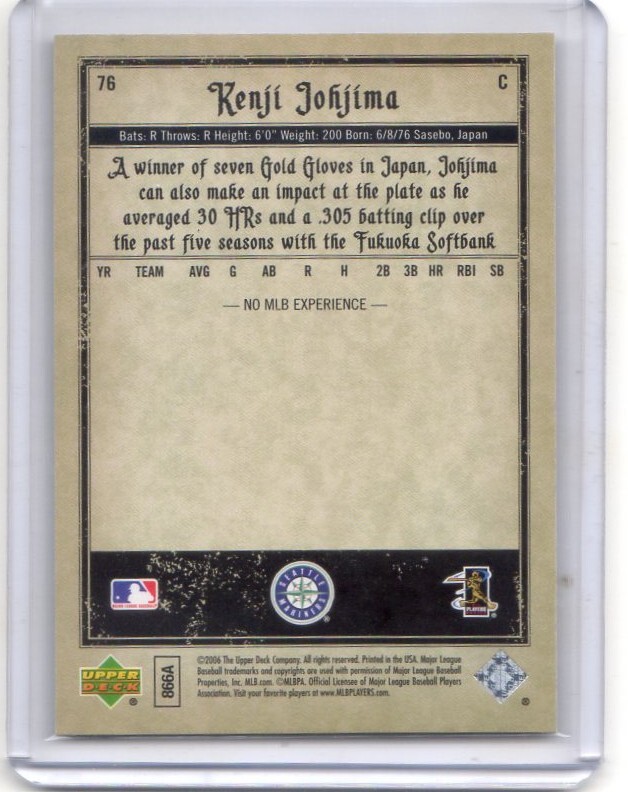 76
C
Kenji Johjima
Bats: R Throws: R Height: 6'0" Weight: 200 Born: 6/8/76 Sasebo, Japan
A winner of seven Gold Gloves in Japan, Johjima
can also make an impact at the plate as he
averaged 30 HRs and a .305 batting clip over
the past five seasons with the Fukuoka Softbank
YR TEAM AVG G AB R H 2B 3B HR RBI SB
— NO MLB EXPERIENCE —
MAJOR LEAGUE BASEBALL
SEATTLE
MARINERS
®
PLAYERS
UPPER
DECK
®
866A
©2006 The Upper Deck Company. All rights reserved. Printed in the USA. Major League
Baseball trademarks and copyrights are used with permission of Major League Baseball
Properties, Inc. MLB.com. ©MLBPA. Official Licensee of Major League Baseball Players
Association. Visit your favorite players at www.MLBPLAYERS.com.
®